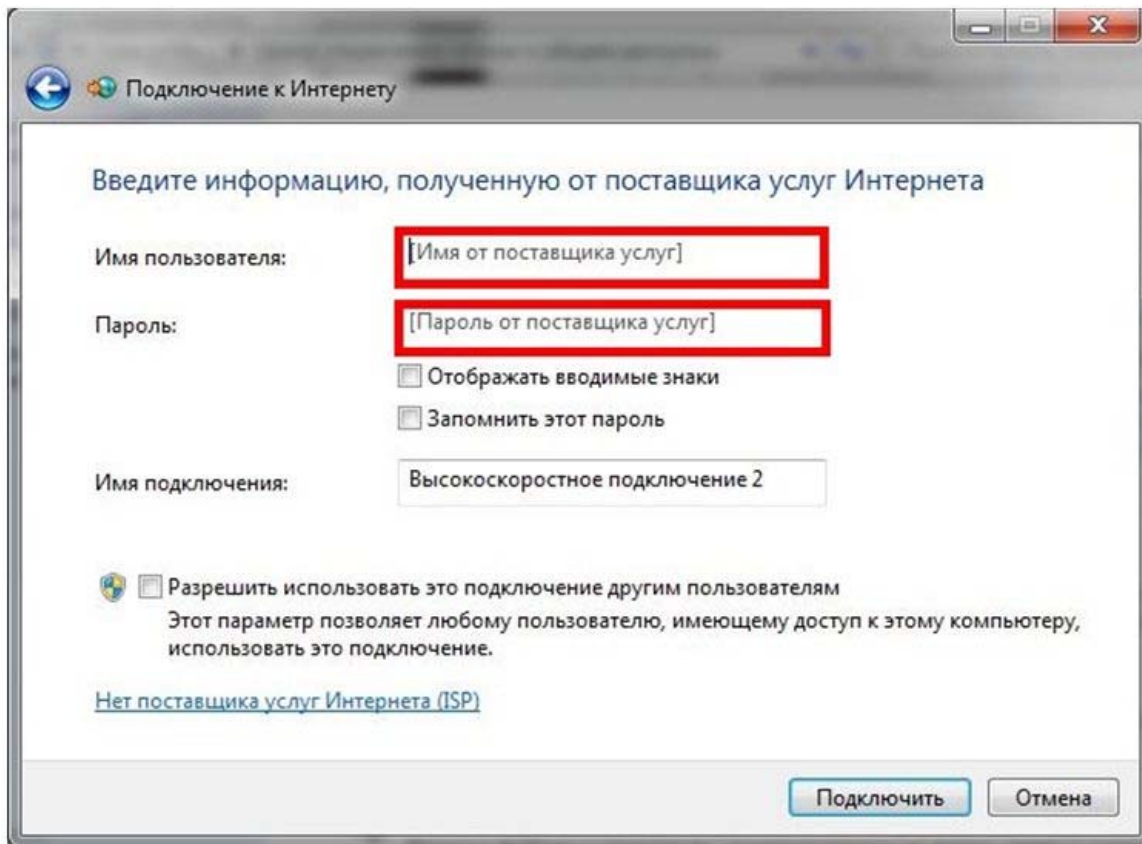 Подключение к Интернету
Введите информацию, полученную от поставщика услуг Интернета
Имя пользователя:
[Имя от поставщика услуг]
Пароль:
[Пароль от поставщика услуг]
Отображать вводимые знаки
Запомнить этот пароль
Имя подключения:
Высокоскоростное подключение 2
Разрешить использовать это подключение другим пользователям
Этот параметр позволяет любому пользователю, имеющему доступ к этому компьютеру,
использовать это подключение.
Нет поставщика услуг Интернета (ISP)
Подключить
Отмена